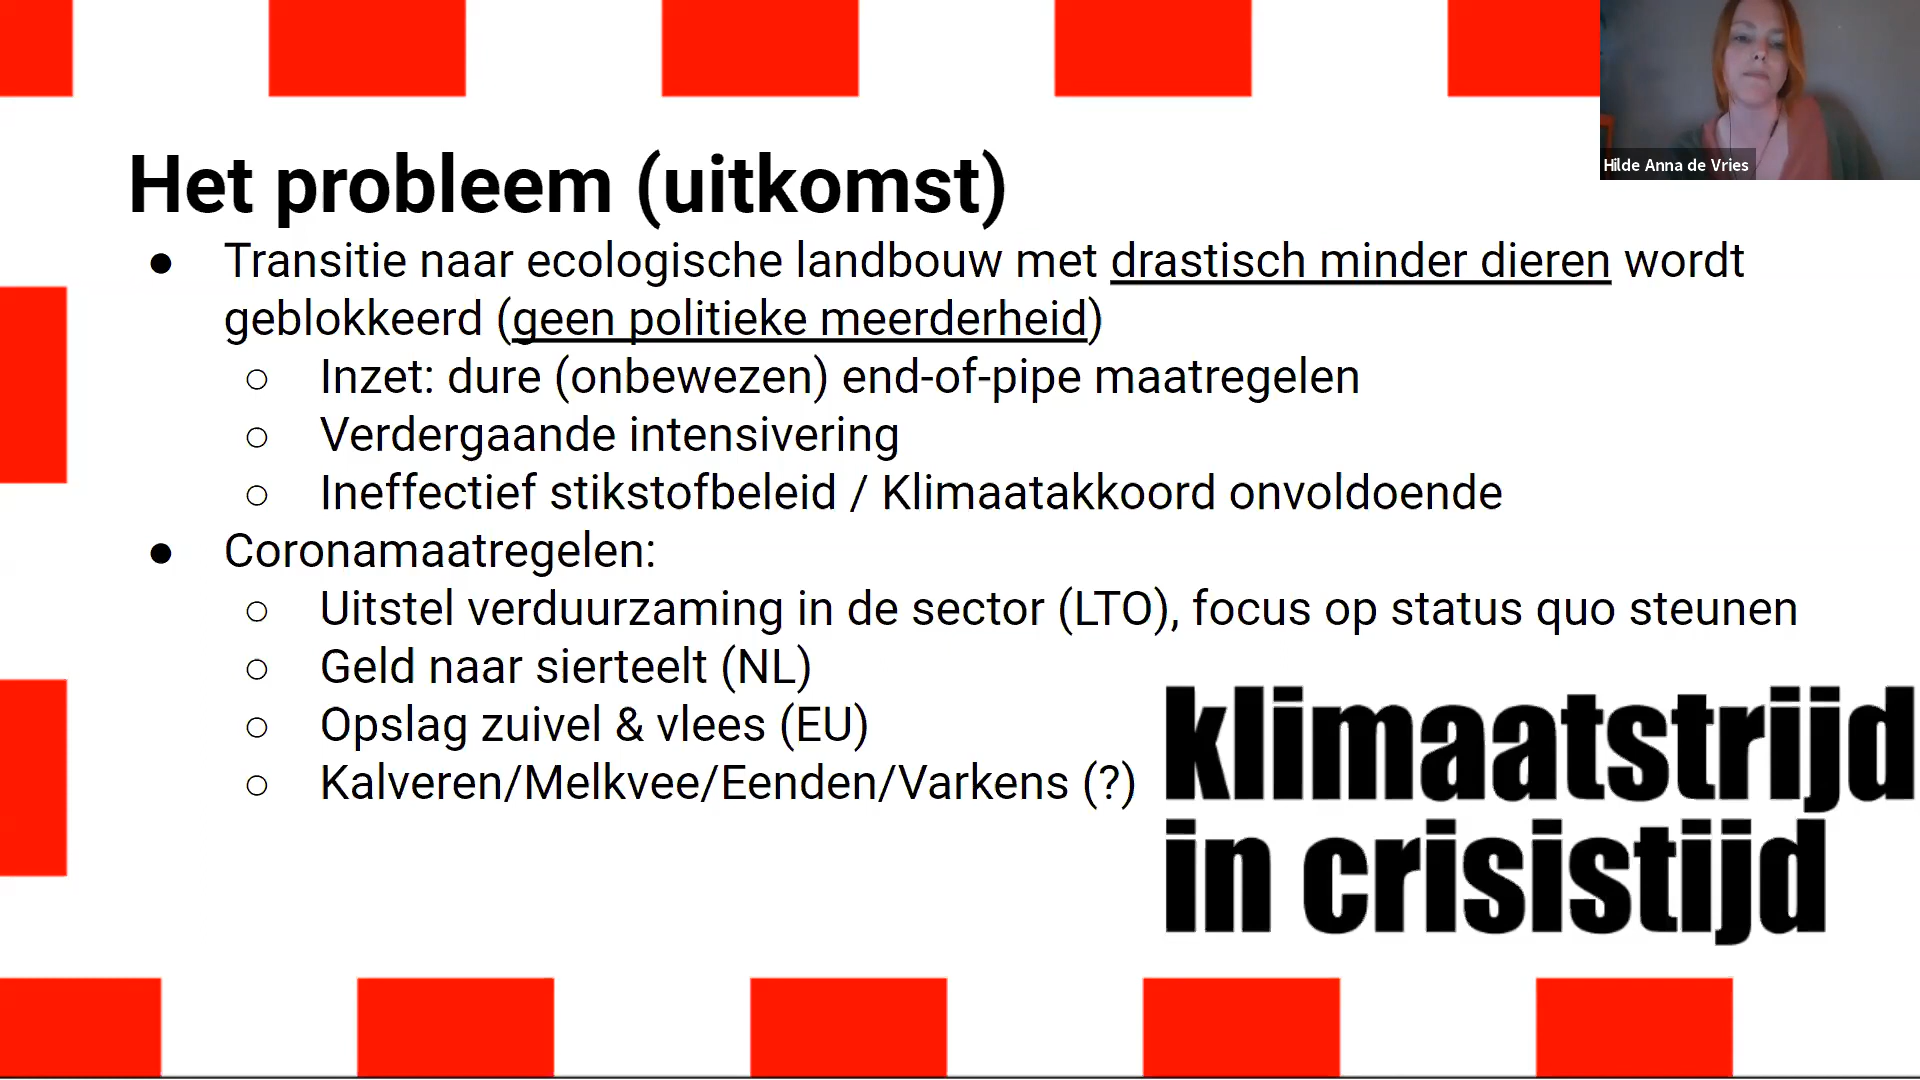 Hilde Anna de Vries
Het probleem (uitkomst)
● Transitie naar ecologische landbouw met drastisch minder dieren wordt
geblokkeerd (geen politieke meerderheid)
○ Inzet: dure (onbewezen) end-of-pipe maatregelen
○ Verdergaande intensivering
○ Ineffectief stikstofbeleid / Klimaatakkoord onvoldoende
● Coronamaatregelen:
○ Uitstel verduurzaming in de sector (LTO), focus op status quo steunen
○ Geld naar sierteelt (NL)
○ Opslag zuivel & vlees (EU)
○ Kalveren/Melkvee/Eenden/Varkens (?)
klimaatstrijd
in crisistijd